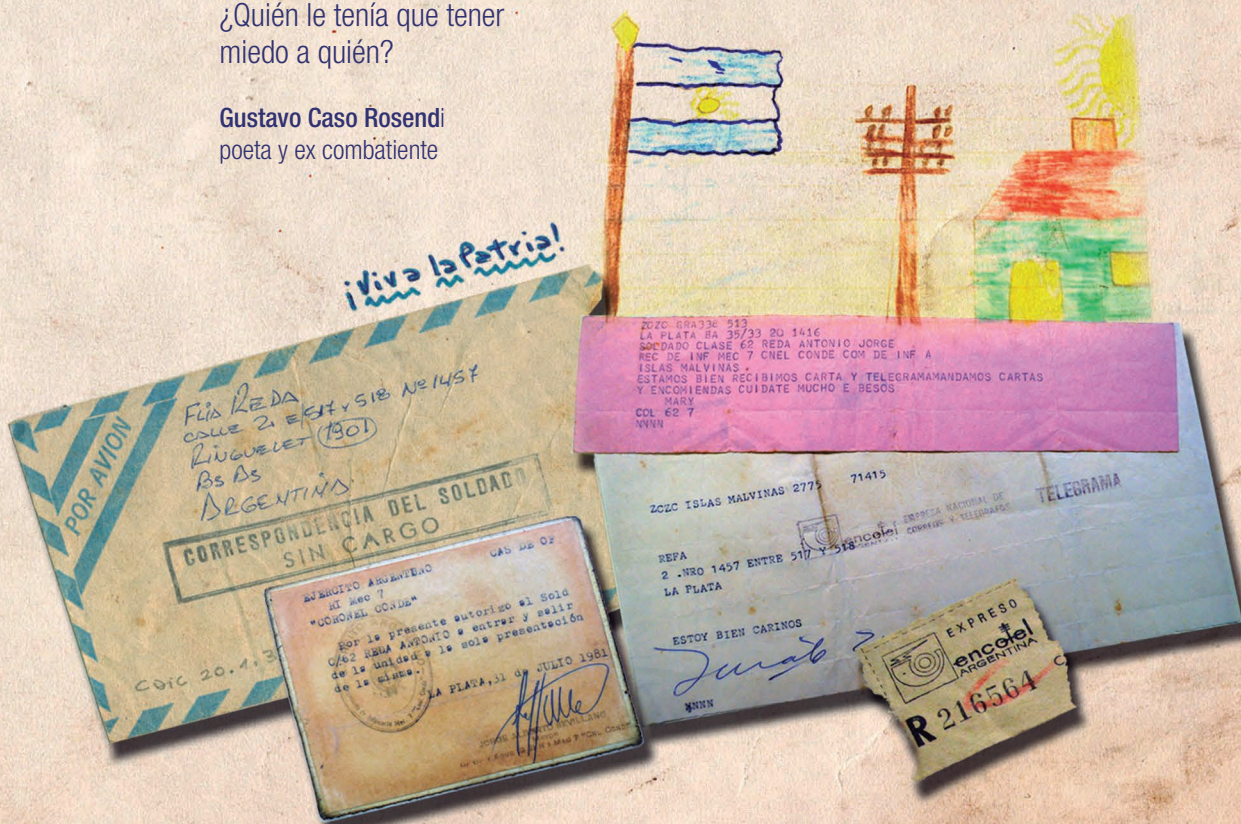 ¿Quién le tenía que tener
miedo a quién?
Gustavo Caso Rosendi
poeta y ex combatiente
¡Viva la Patria!
POR AVION
FLIA REDA
CALLE 2. E/517 Y 518 Nº 1457
RINGUELET (1901)
Bs As
ARGENTINA
CORRESPONDENCIA DEL SOLDADO
SIN CARGO
CDIC 20.1.3
ZCZC GRA338 513
LA PLATA BA 35/33 20 1416
SOLDADO CLASE 62 REDA ANTONIO JORGE
REC DE INF MEC 7 CNEL CONDE COM DE INF A
ISLAS MALVINAS
ESTAMOS BIEN RECIBIMOS CARTA Y TELEGRAMAMANDAMOS CARTAS
Y ENCOMIENDAS CUIDATE MUCHO E BESOS
MARY
COL 62 7
NNNN
ZCZC ISLAS MALVINAS 2775 71415
encotel
ARGENTINA
EMPRESA NACIONAL DE
CORREOS Y TELEGRAFOS
TELEGRAMA
REFA
2 .NRO 1457 ENTRE 517 Y 518
LA PLATA
ESTOY BIEN CARINOS
NNNN
EJERCITO ARGENTINO
CAS DE OP
RI Mec 7
"CORONEL CONDE"
Por la presente autorizo al Sold
C/62 REDA ANTONIO a entrar y salir
de la unidad a la sola presentación
de la misma.
LA PLATA, 31 de JULIO 1981
EXPRESO
encotel
ARGENTINA
R 216564